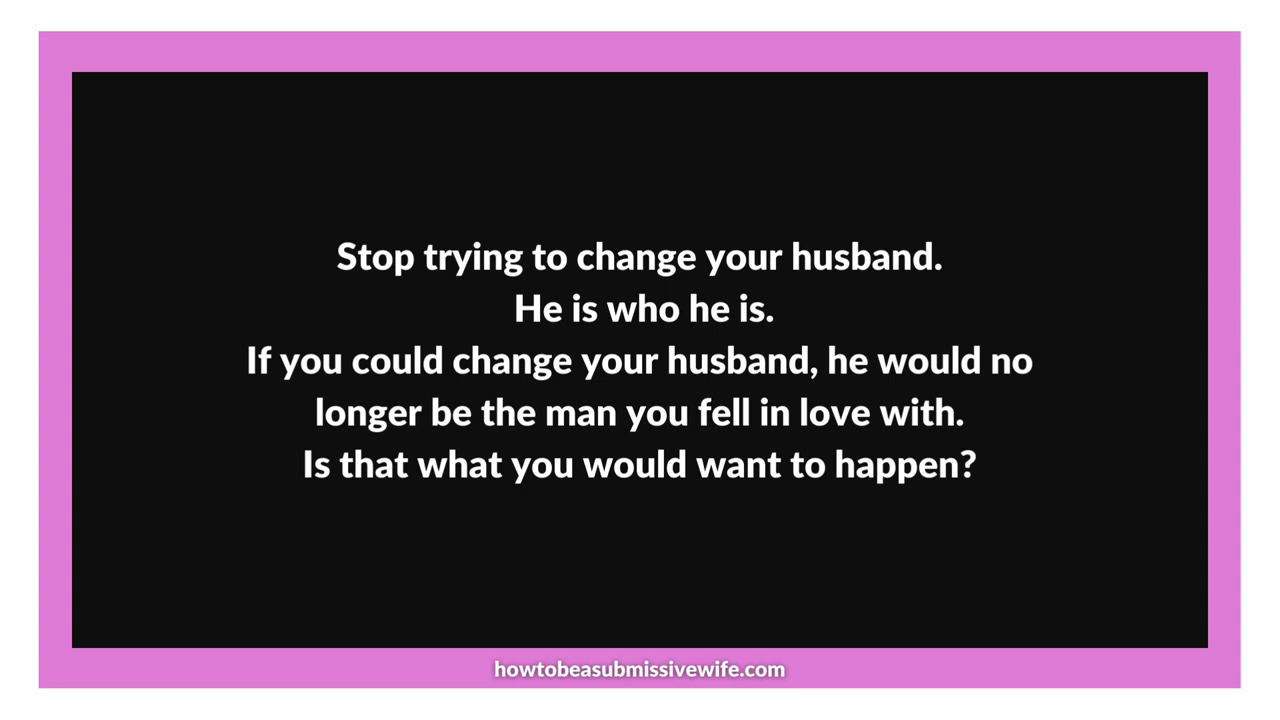 Stop trying to change your husband.
He is who he is.
If you could change your husband, he would no
longer be the man you fell in love with.
Is that what you would want to happen?
howtobeasubmissivewife.com